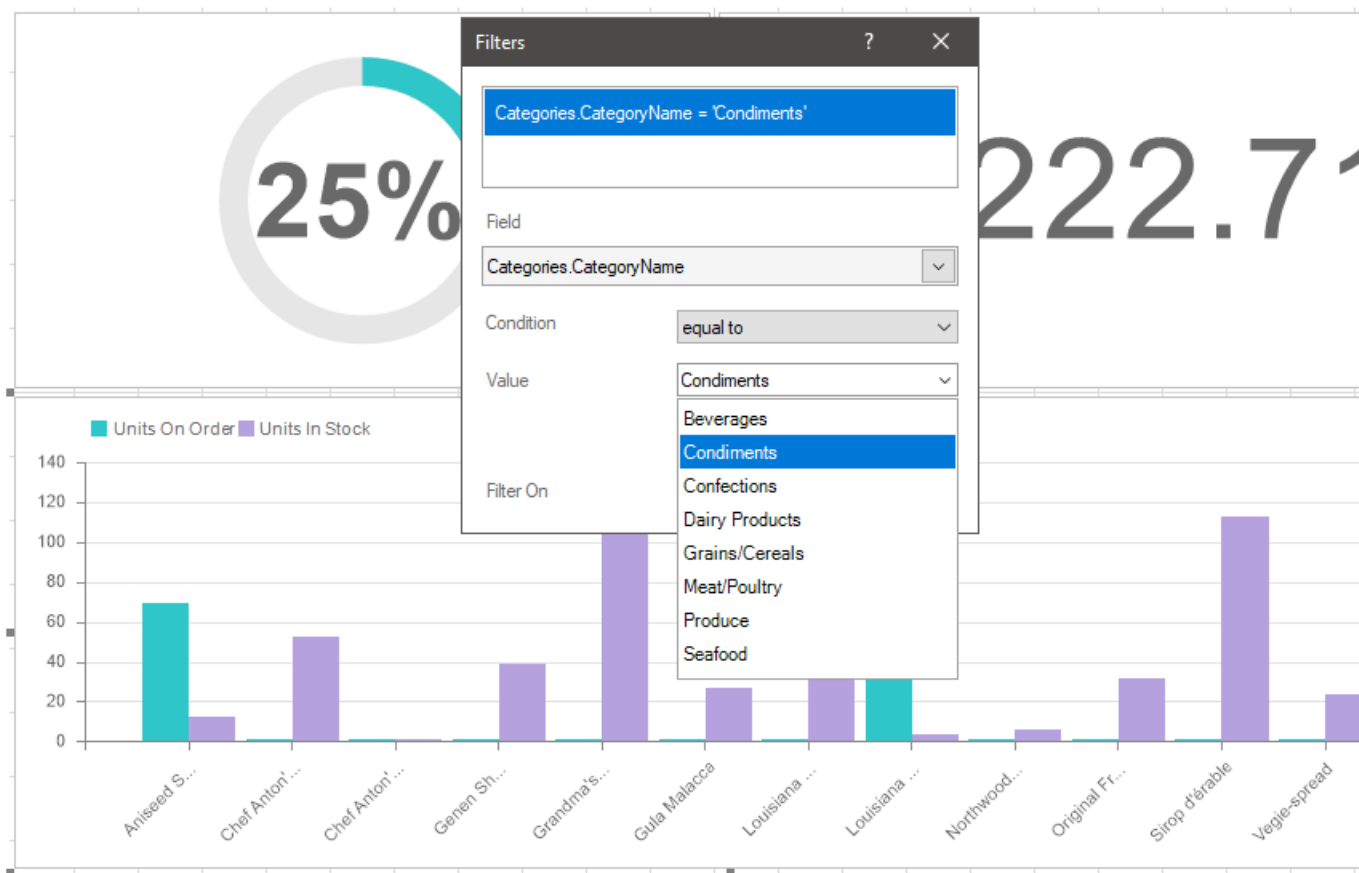 Filters ?
Categories.CategoryName = 'Condiments'
25%
222.71
Field
Categories.CategoryName
Condition equal to
Value Condiments
Beverages
Condiments
Confections
Dairy Products
Grains/Cereals
Meat/Poultry
Produce
Seafood
Filter On
Units On Order Units In Stock
140
120
100
80
60
40
20
0
Aniseed S...
Chef Anton'...
Chef Anton'...
Genen Sh...
Grandma's...
Gula Malacca
Louisiana ...
Louisiana ...
Northwood...
Original Fr...
Sirop d'érable
Vegie-spread